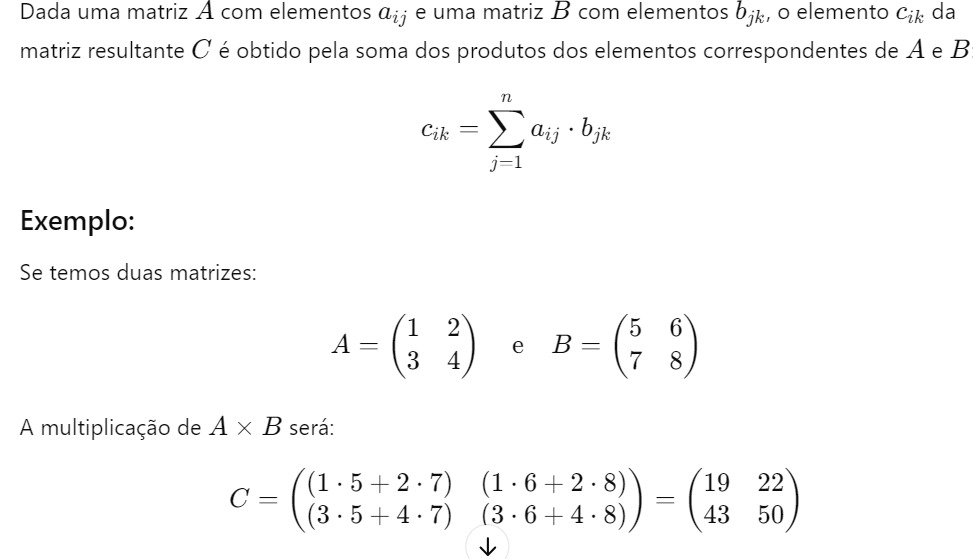 Dada uma matriz A com elementos a_{ij} e uma matriz B com elementos b_{jk}, o elemento c_{ik} da
matriz resultante C é obtido pela soma dos produtos dos elementos correspondentes de A e B:
c_{ik} = \sum_{j=1}^{n} a_{ij} \cdot b_{jk}
Exemplo:
Se temos duas matrizes:
A = \begin{pmatrix} 1 & 2 \\ 3 & 4 \end{pmatrix} e B = \begin{pmatrix} 5 & 6 \\ 7 & 8 \end{pmatrix}
A multiplicação de A × B será:
C = \begin{pmatrix} (1 \cdot 5 + 2 \cdot 7) & (1 \cdot 6 + 2 \cdot 8) \\ (3 \cdot 5 + 4 \cdot 7) & (3 \cdot 6 + 4 \cdot 8) \end{pmatrix} = \begin{pmatrix} 19 & 22 \\ 43 & 50 \end{pmatrix}